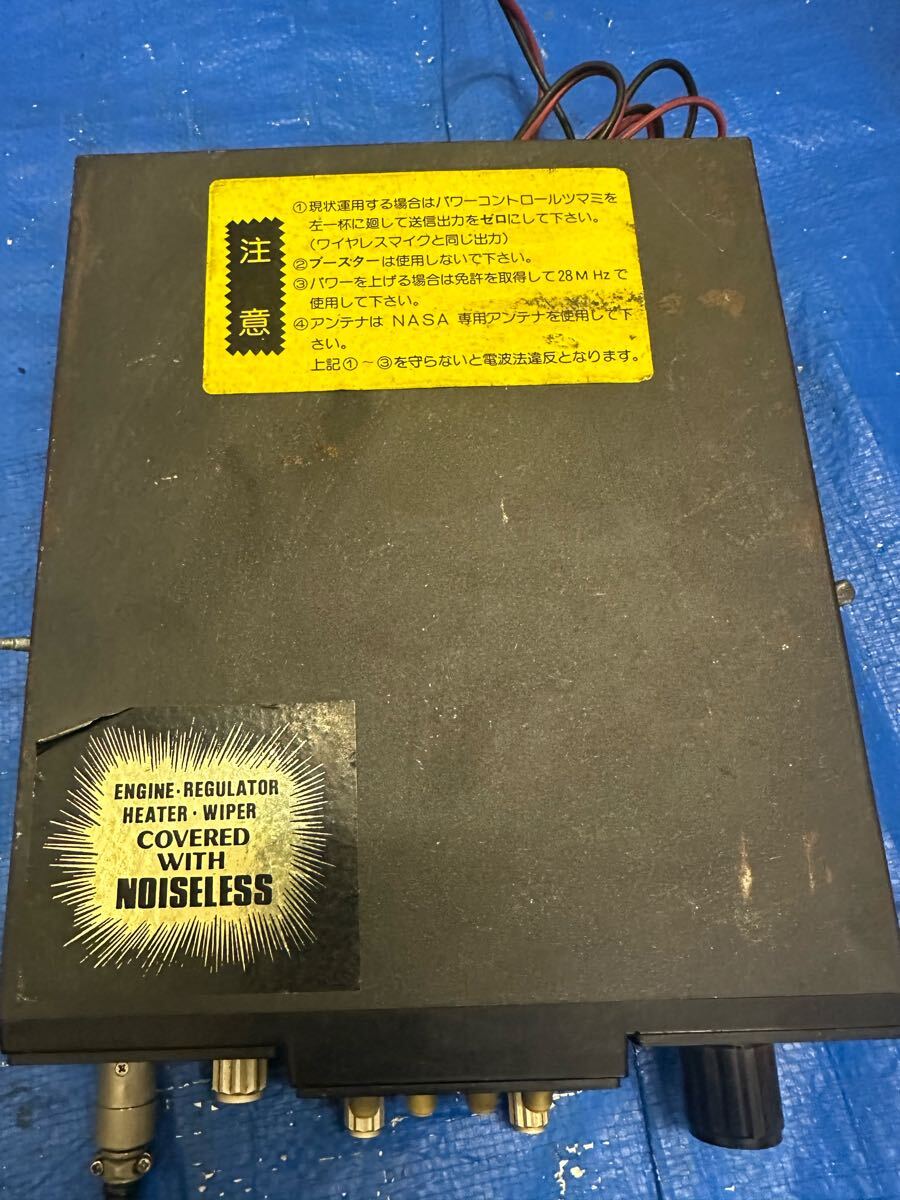 注意
①現状運用する場合はパワーコントロールツマミを
左一杯に廻して送信出力をゼロにして下さい。
(ワイヤレスマイクと同じ出力)
②ブースターは使用しないで下さい。
③パワーを上げる場合は免許を取得して28MHzで
使用して下さい。
④アンテナはNASA専用アンテナを使用して下
さい。
上記①～③を守らないと電波法違反となります。
ENGINE・REGULATOR
HEATER・WIPER
COVERED
WITH
NOISELESS